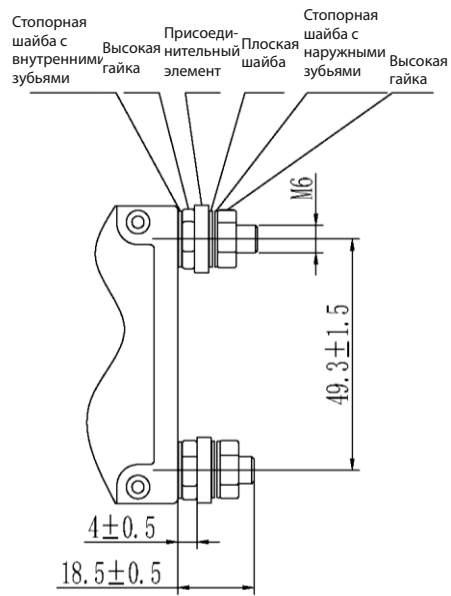 Стопорная
шайба с
внутренними
зубьями
Высокая
гайка
Присоеди-
нительный
элемент
Плоская
шайба
Стопорная
шайба с
наружными
зубьями
Высокая
гайка
M6
49.3±1.5
4±0.5
18.5±0.5